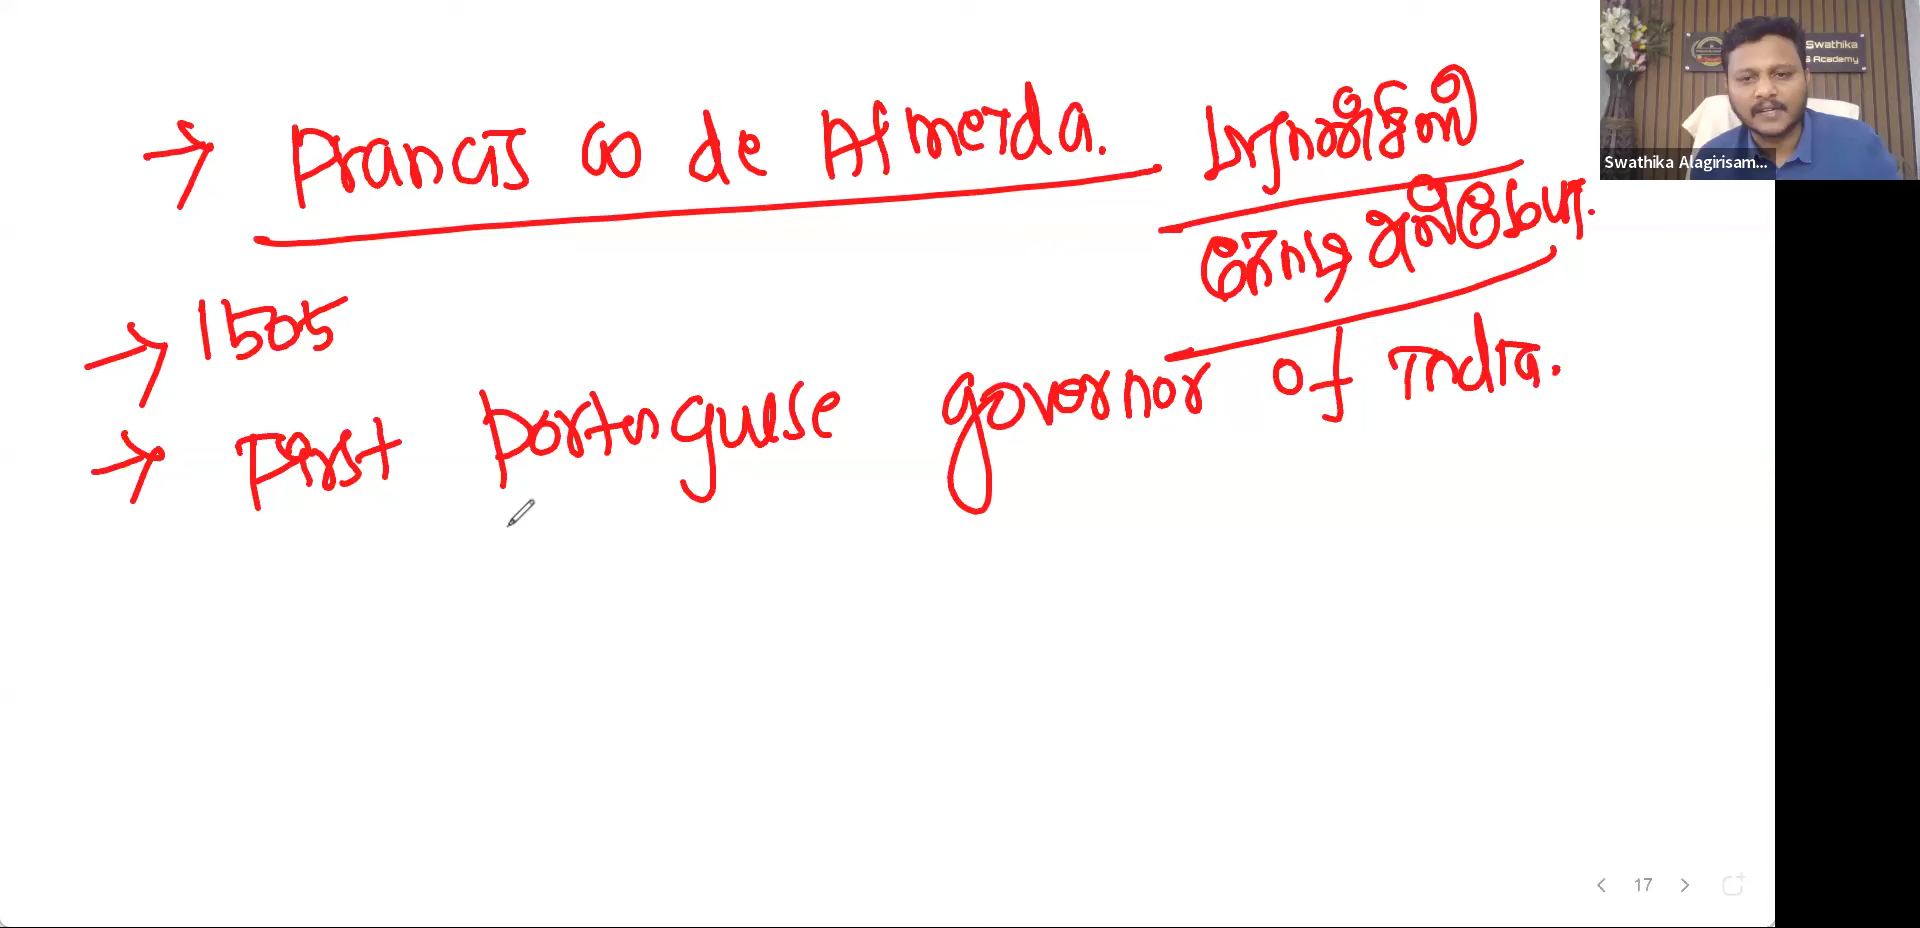 → Francis co de Almeida. பிரான்சிஸ்
கோடி அல்மேடா.
→ 1505
→ First Portuguese governor of India.
Swathika
S Academy
Swathika Alagirisam...
17